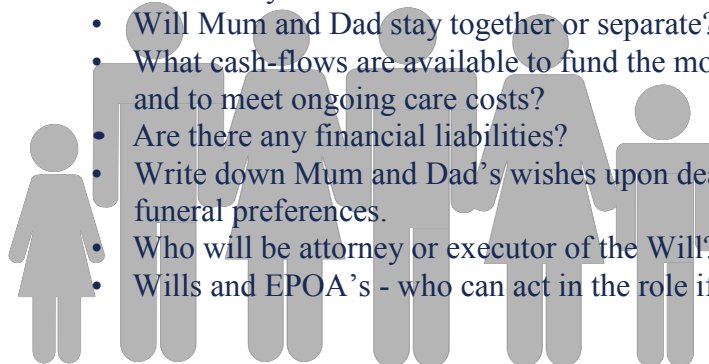 • Will Mum and Dad stay together or separate?
• What cash-flows are available to fund the
and to meet ongoing care costs?
• Are there any financial liabilities?
• Write down Mum and Dad’s wishes upon
funeral preferences.
• Who will be attorney or executor of the Will?
• Wills and EPOA’s - who can act in the role